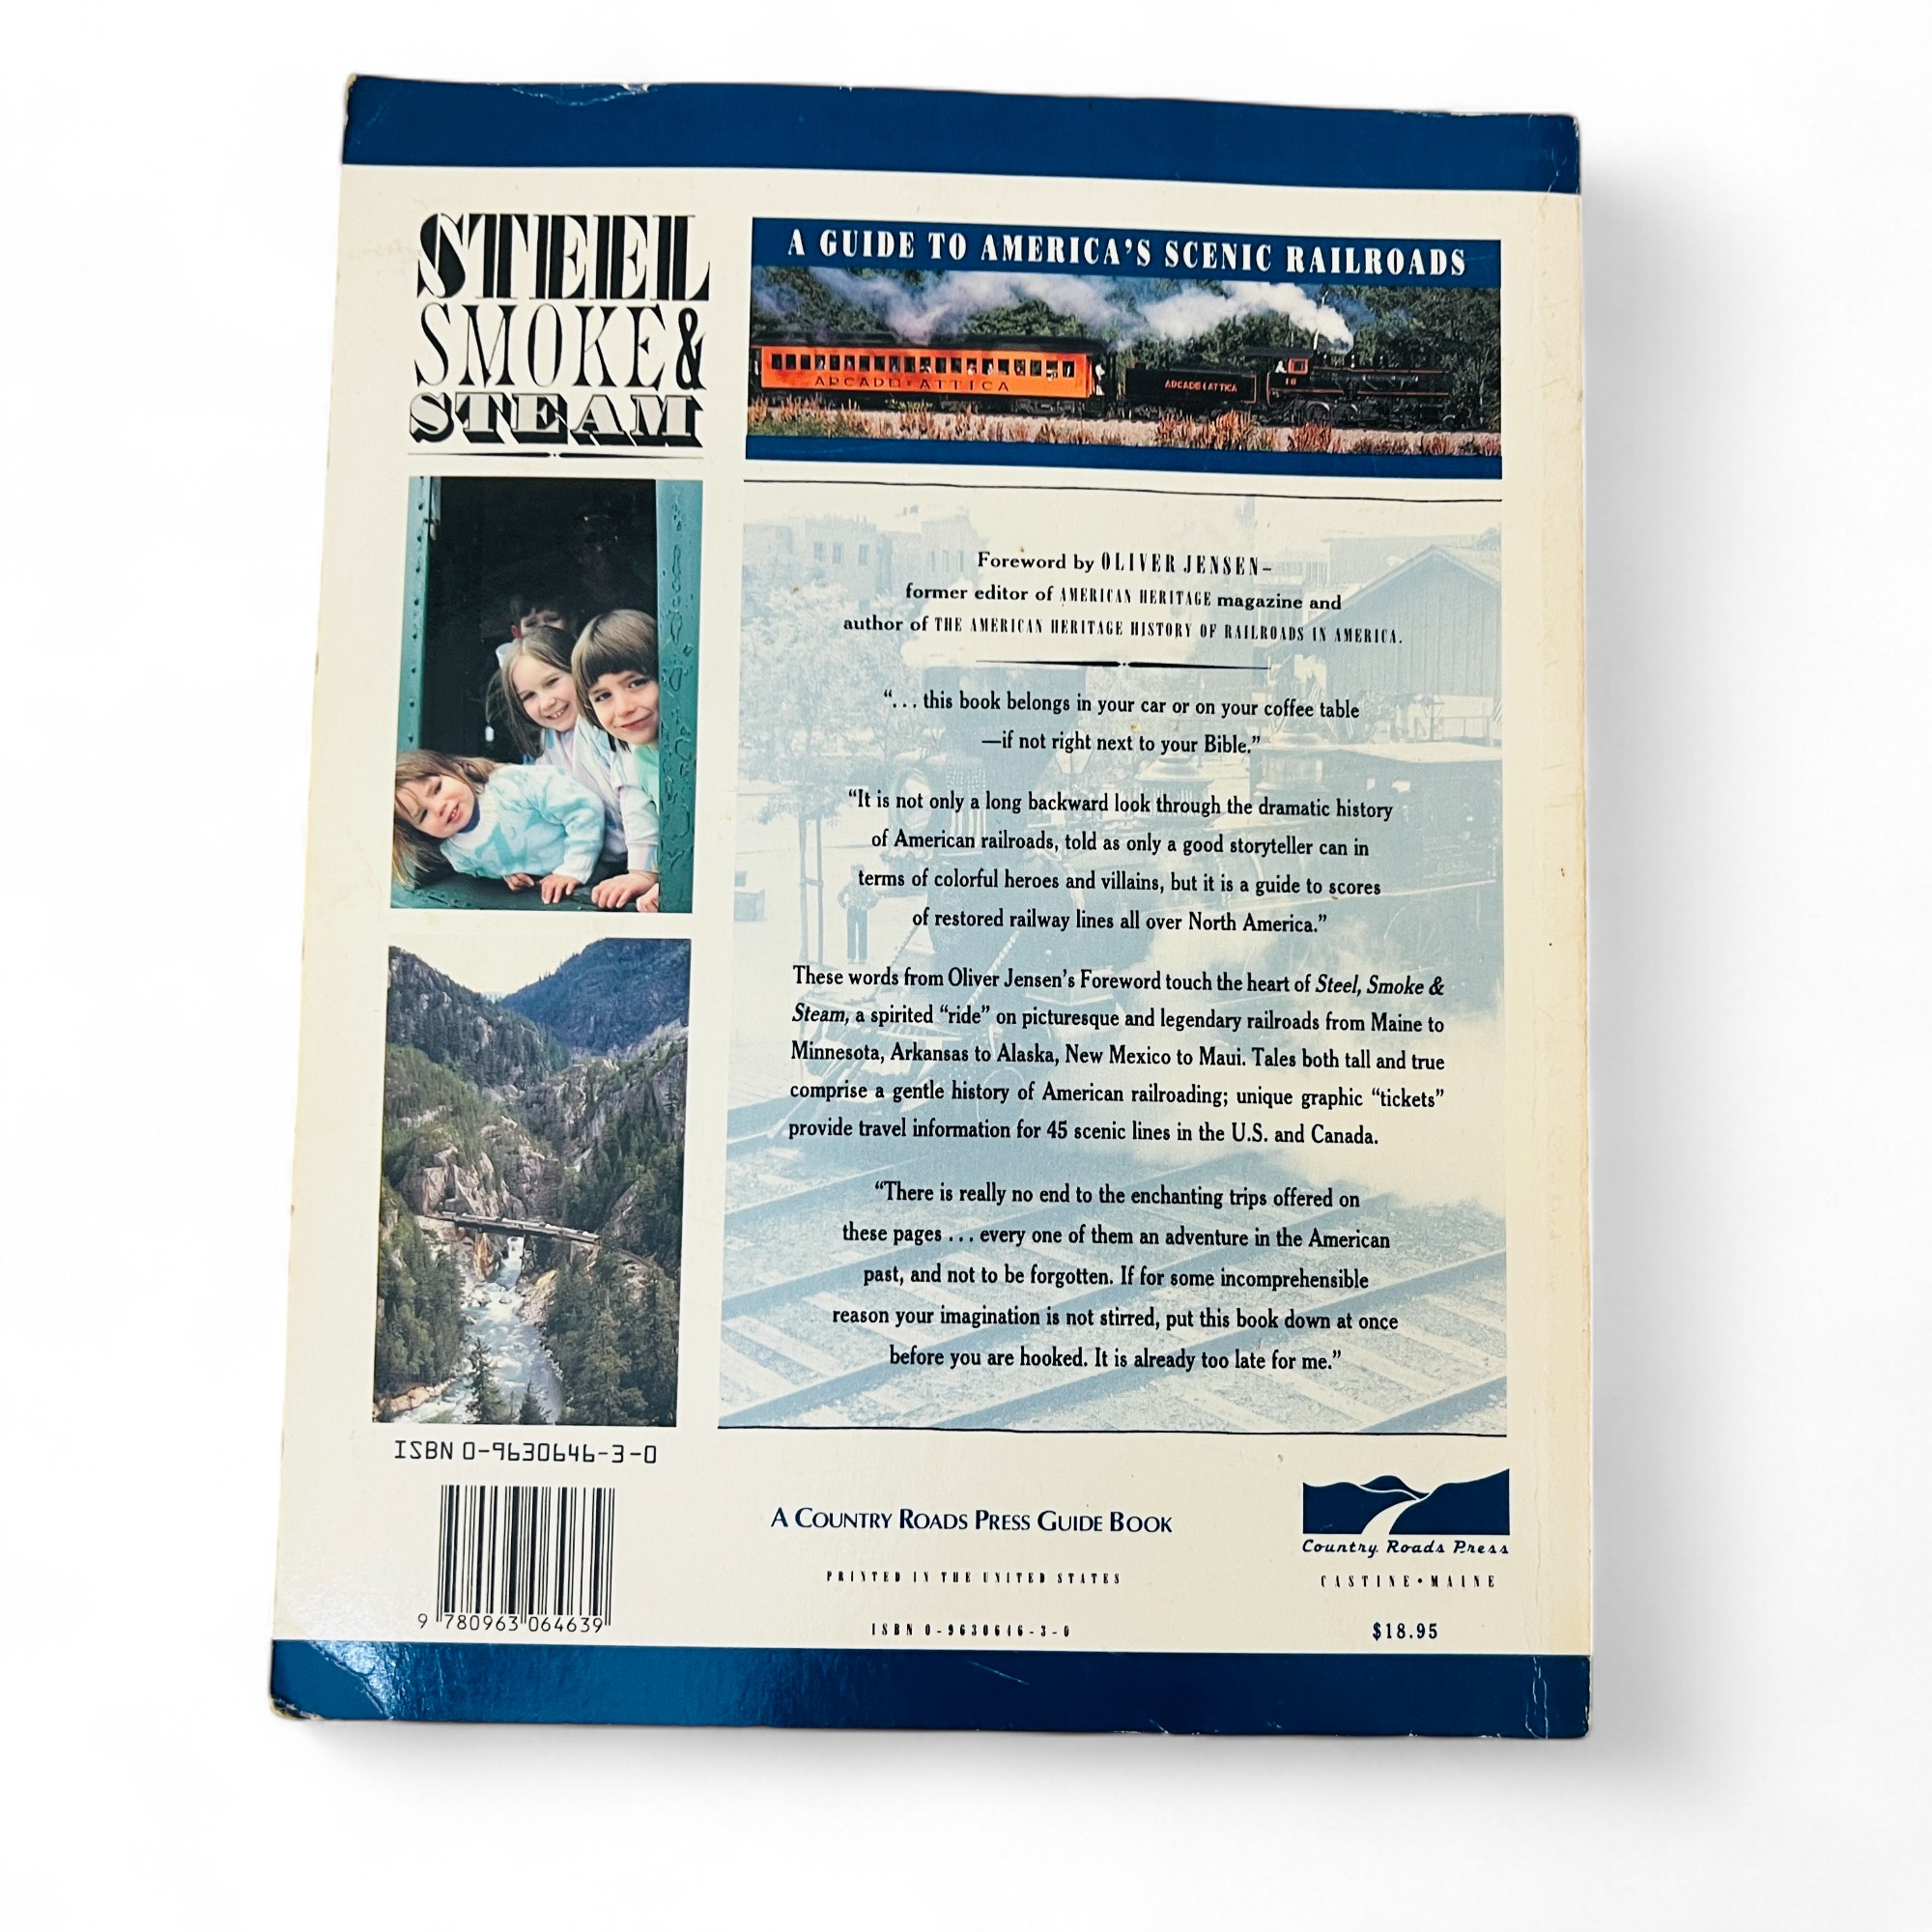 STEEL
SMOKE &
STEAM
A GUIDE TO AMERICA'S SCENIC RAILROADS
ARCADE • ATTICA
ARCADE & ATTICA
18
Foreword by OLIVER JENSEN–
former editor of AMERICAN HERITAGE magazine and
author of THE AMERICAN HERITAGE HISTORY OF RAILROADS IN AMERICA.
“. . . this book belongs in your car or on your coffee table
—if not right next to your Bible.”
“It is not only a long backward look through the dramatic history
of American railroads, told as only a good storyteller can in
terms of colorful heroes and villains, but it is a guide to scores
of restored railway lines all over North America.”
These words from Oliver Jensen’s Foreword touch the heart of Steel, Smoke &
Steam, a spirited “ride” on picturesque and legendary railroads from Maine to
Minnesota, Arkansas to Alaska, New Mexico to Maui. Tales both tall and true
comprise a gentle history of American railroading; unique graphic “tickets”
provide travel information for 45 scenic lines in the U.S. and Canada.
“There is really no end to the enchanting trips offered on
these pages . . . every one of them an adventure in the American
past, and not to be forgotten. If for some incomprehensible
reason your imagination is not stirred, put this book down at once
before you are hooked. It is already too late for me.”
ISBN 0-9630646-3-0
9 780963 064639
A COUNTRY ROADS PRESS GUIDE BOOK
PRINTED IN THE UNITED STATES
ISBN 0-9630646-3-0
Country Roads Press
CASTINE • MAINE
$18.95